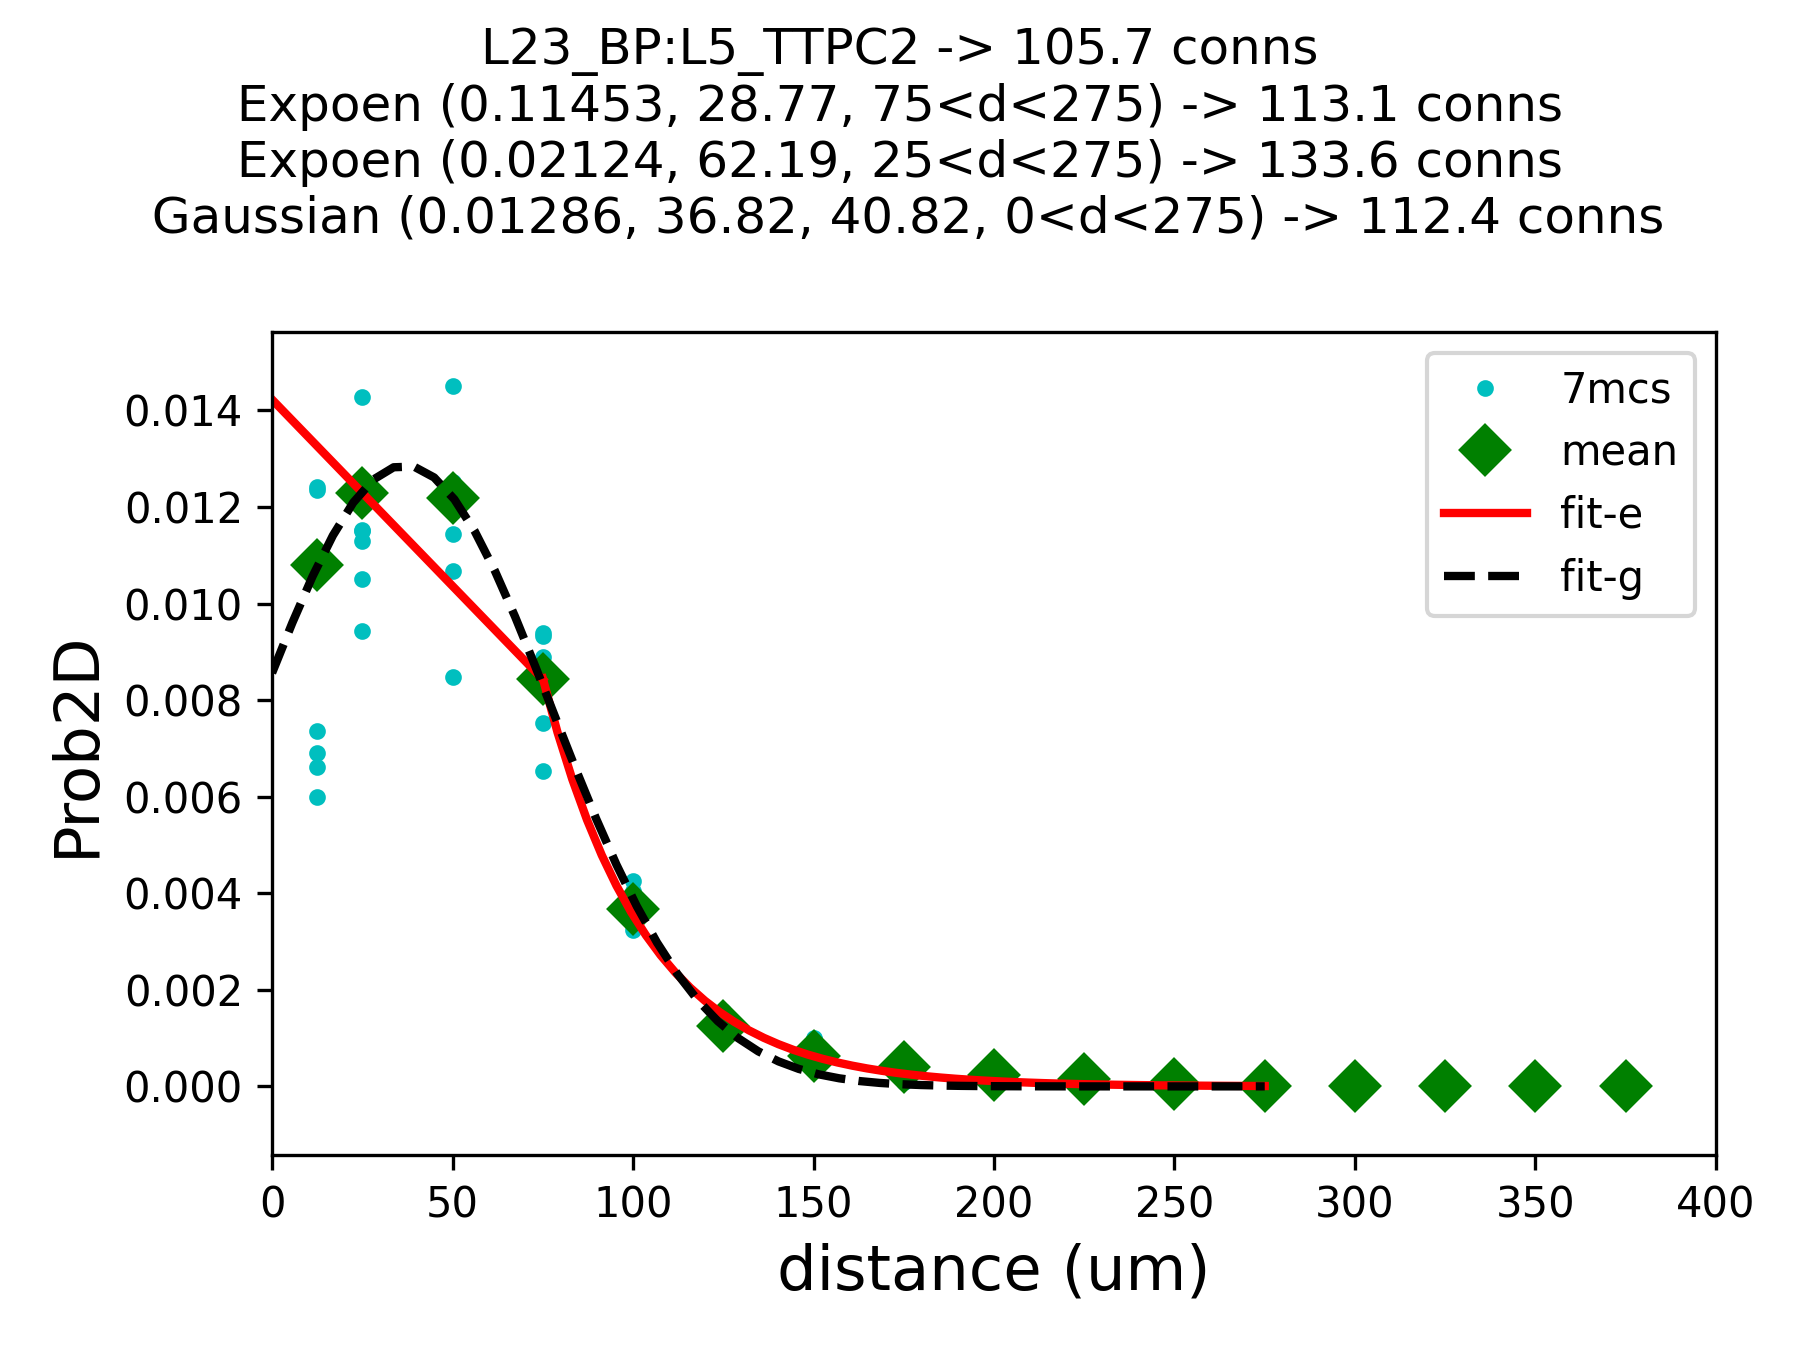 L23_BP:L5_TTPC2 -> 105.7 conns
Expoen (0.11453, 28.77, 75<d<275) -> 113.1 conns
Expoen (0.02124, 62.19, 25<d<275) -> 133.6 conns
Gaussian (0.01286, 36.82, 40.82, 0<d<275) -> 112.4 conns
7mcs
mean
fit-e
fit-g
Prob2D
0.014
0.012
0.010
0.008
0.006
0.004
0.002
0.000
0 50 100 150 200 250 300 350 400
distance (um)